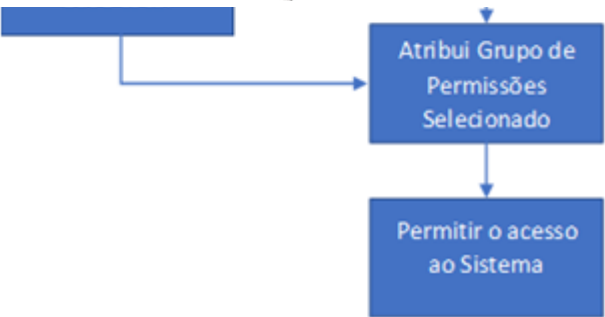 Atribui Grupo de
Permissões
Selecionado
Permitir o acesso
ao Sistema